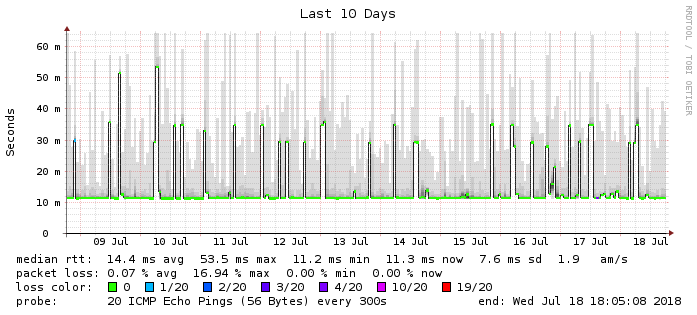 Last 10 Days
RRDTOOL / TOBI OETIKER
Seconds
60 m
50 m
40 m
30 m
20 m
10 m
0
09 Jul 10 Jul 11 Jul 12 Jul 13 Jul 14 Jul 15 Jul 16 Jul 17 Jul 18 Jul
median rtt: 14.4 ms avg 53.5 ms max 11.2 ms min 11.3 ms now 7.6 ms sd 1.9 am/s
packet loss: 0.07 % avg 16.94 % max 0.00 % min 0.00 % now
loss color: 0 1/20 2/20 3/20 4/20 10/20 19/20
probe: 20 ICMP Echo Pings (56 Bytes) every 300s end: Wed Jul 18 18:05:08 2018